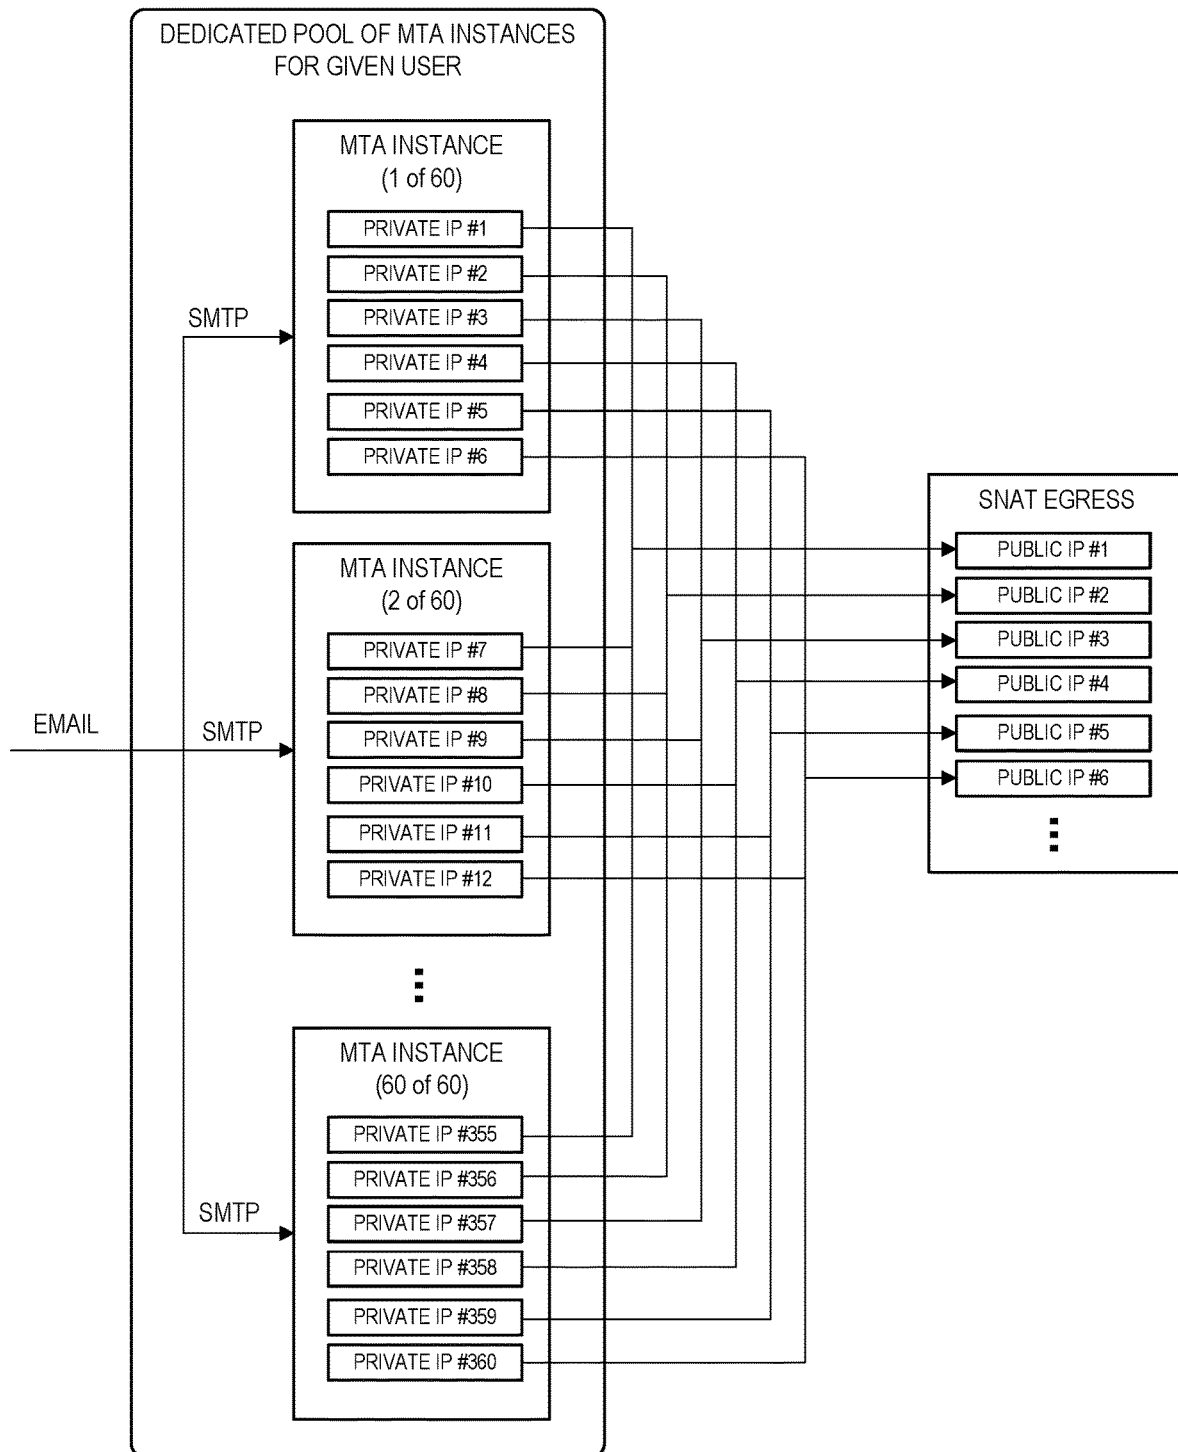 DEDICATED POOL OF MTA INSTANCES
FOR GIVEN USER
MTA INSTANCE
(1 of 60)
PRIVATE IP #1
PRIVATE IP #2
PRIVATE IP #3
PRIVATE IP #4
PRIVATE IP #5
PRIVATE IP #6
SMTP
MTA INSTANCE
(2 of 60)
PRIVATE IP #7
PRIVATE IP #8
PRIVATE IP #9
PRIVATE IP #10
PRIVATE IP #11
PRIVATE IP #12
EMAIL
SMTP
MTA INSTANCE
(60 of 60)
PRIVATE IP #355
PRIVATE IP #356
PRIVATE IP #357
PRIVATE IP #358
PRIVATE IP #359
PRIVATE IP #360
SMTP
SNAT EGRESS
PUBLIC IP #1
PUBLIC IP #2
PUBLIC IP #3
PUBLIC IP #4
PUBLIC IP #5
PUBLIC IP #6